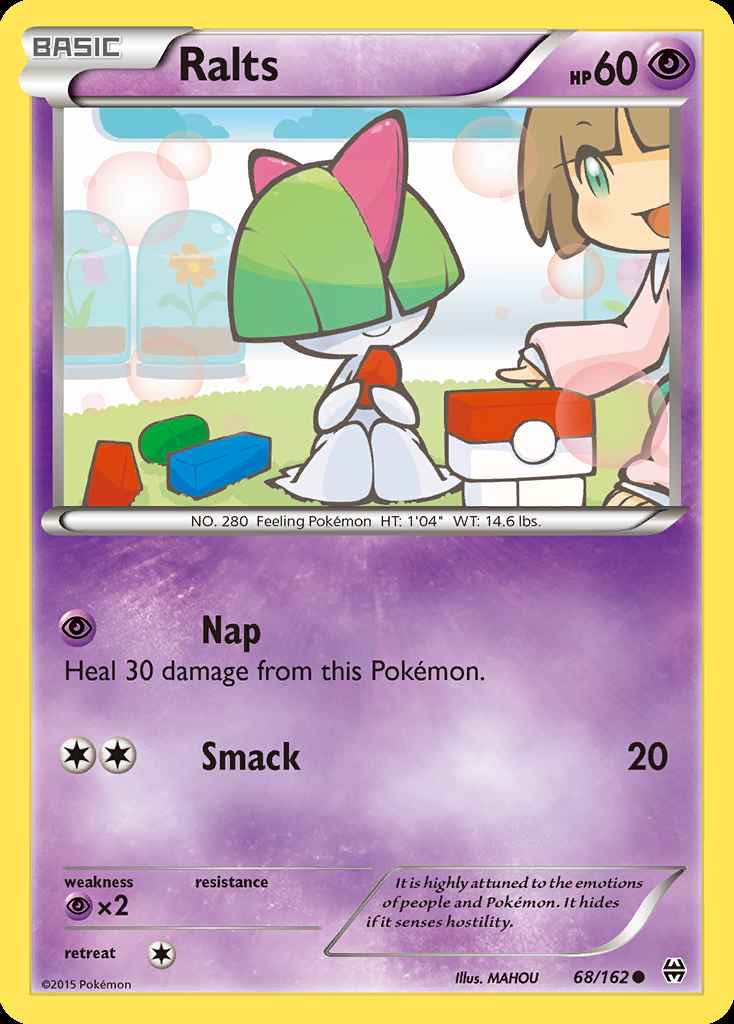 BASIC
Ralts
HP60
NO. 280 Feeling Pokémon HT: 1'04" WT: 14.6 lbs.
Nap
Heal 30 damage from this Pokémon.
Smack 20
weakness resistance
×2
retreat
It is highly attuned to the emotions
of people and Pokémon. It hides
if it senses hostility.
©2015 Pokémon
Illus. MAHOU 68/162